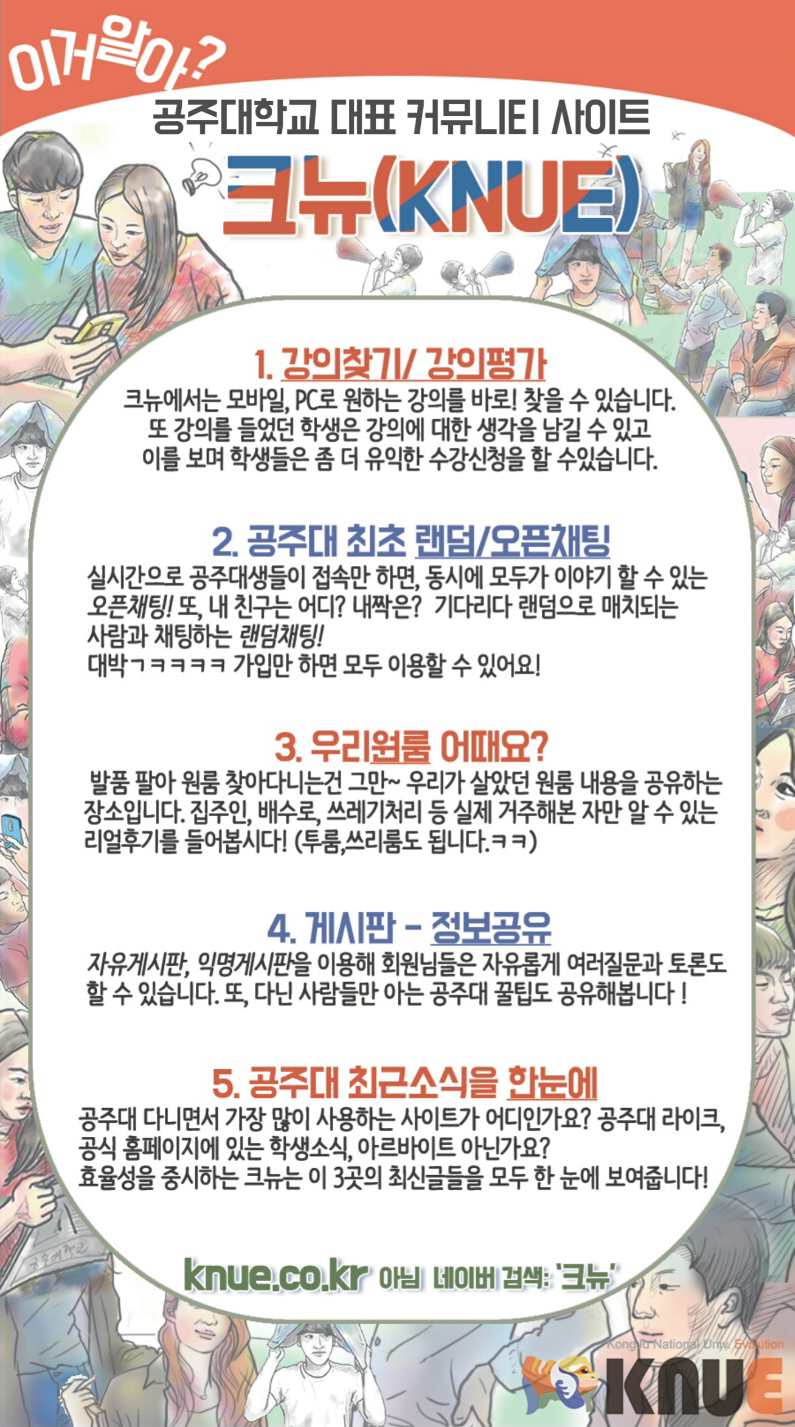 이거알아?
공주대학교 대표 커뮤니티 사이트
크뉴(KNUE)
1. 강의찾기/ 강의평가
크뉴에서는 모바일, PC로 원하는 강의를 바로! 찾을 수 있습니다.
또 강의를 들었던 학생은 강의에 대한 생각을 남길 수 있고
이를 보며 학생들은 좀 더 유익한 수강신청을 할 수있습니다.
2. 공주대 최초 랜덤/오픈채팅
실시간으로 공주대생들이 접속만 하면, 동시에 모두가 이야기 할 수 있는
오픈채팅! 또, 내 친구는 어디? 내짝은? 기다리다 랜덤으로 매치되는
사람과 채팅하는 랜덤채팅!
대박ㄱㅋㅋㅋㅋ 가입만 하면 모두 이용할 수 있어요!
3. 우리원룸 어때요?
발품 팔아 원룸 찾아다니는건 그만~ 우리가 살았던 원룸 내용을 공유하는
장소입니다. 집주인, 배수로, 쓰레기처리 등 실제 거주해본 자만 알 수 있는
리얼후기를 들어봅시다! (투룸,쓰리룸도 됩니다.ㅋㅋ)
4. 게시판 - 정보공유
자유게시판, 익명게시판을 이용해 회원님들은 자유롭게 여러질문과 토론도
할 수 있습니다. 또, 다닌 사람들만 아는 공주대 꿀팁도 공유해봅니다 !
5. 공주대 최근소식을 한눈에
공주대 다니면서 가장 많이 사용하는 사이트가 어디인가요? 공주대 라이크,
공식 홈페이지에 있는 학생소식, 아르바이트 아닌가요?
효율성을 중시하는 크뉴는 이 3곳의 최신글들을 모두 한 눈에 보여줍니다!
공주대학교
knue.co.kr 아님 네이버 검색: '크뉴'
KongJu National Univ. Evolution
KNUE